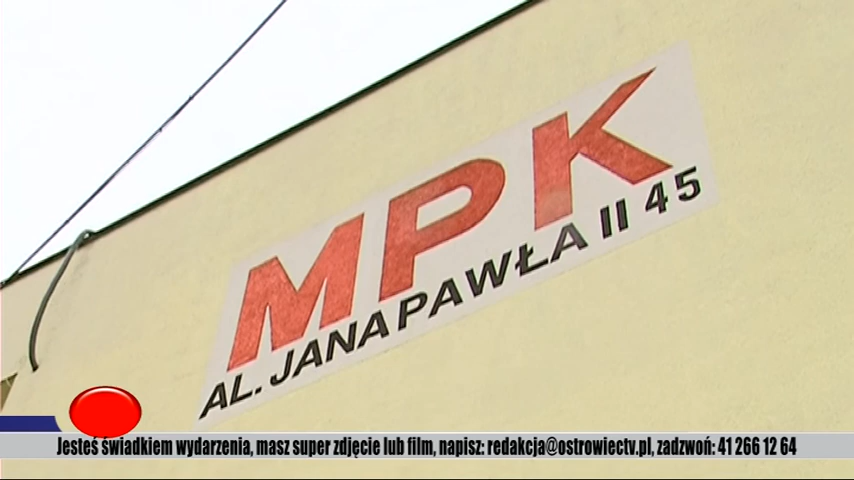 MPK
AL. JANA PAWŁA II 45
Jesteś świadkiem wydarzenia, masz super zdjęcie lub film, napisz: redakcja@ostrowiectv.pl, zadzwoń: 41 266 12 64